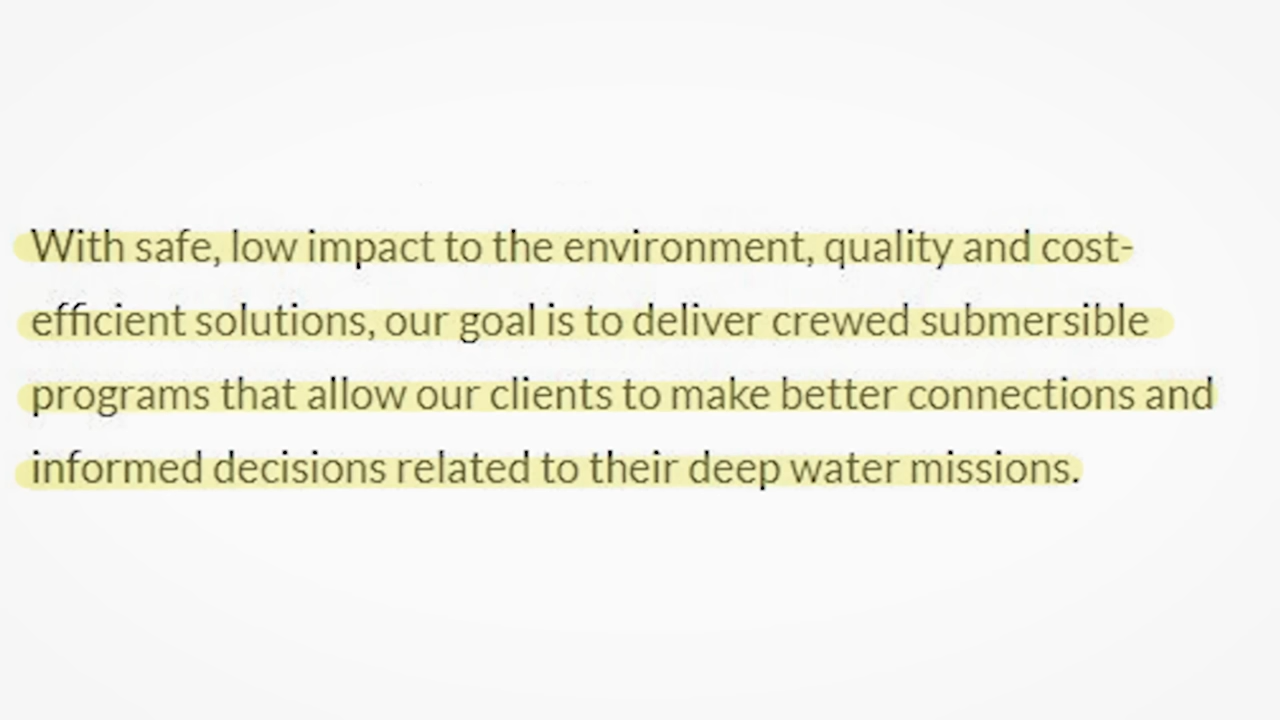 With safe, low impact to the environment, quality and cost-
efficient solutions, our goal is to deliver crewed submersible
programs that allow our clients to make better connections and
informed decisions related to their deep water missions.